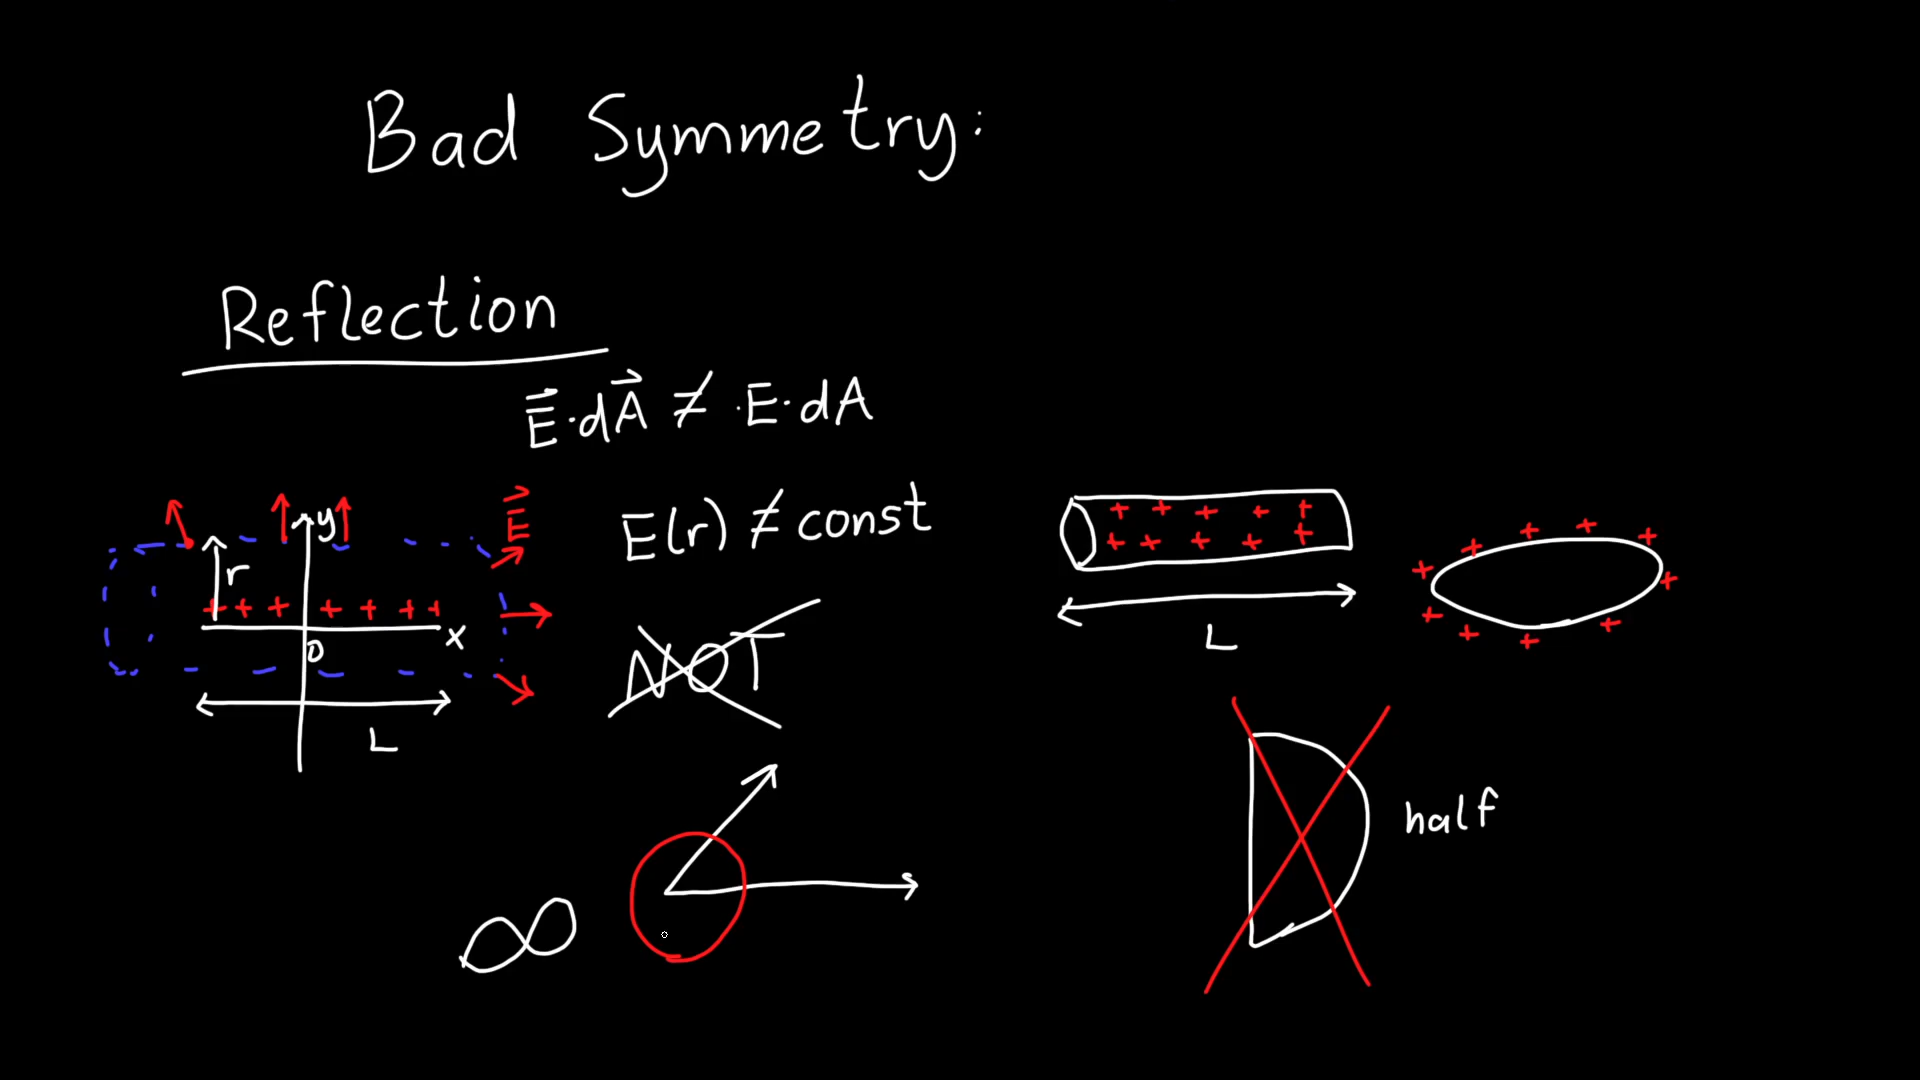 Bad Symmetry:
Reflection
E⃗·dA⃗ ≠ ·E·dA
E(r) ≠ const
NOT
y
E⃗
r
+ + + + + + +
x
0
L
+ + + + +
+ + + + +
L
+ + + + + + + + + + +
half
∞